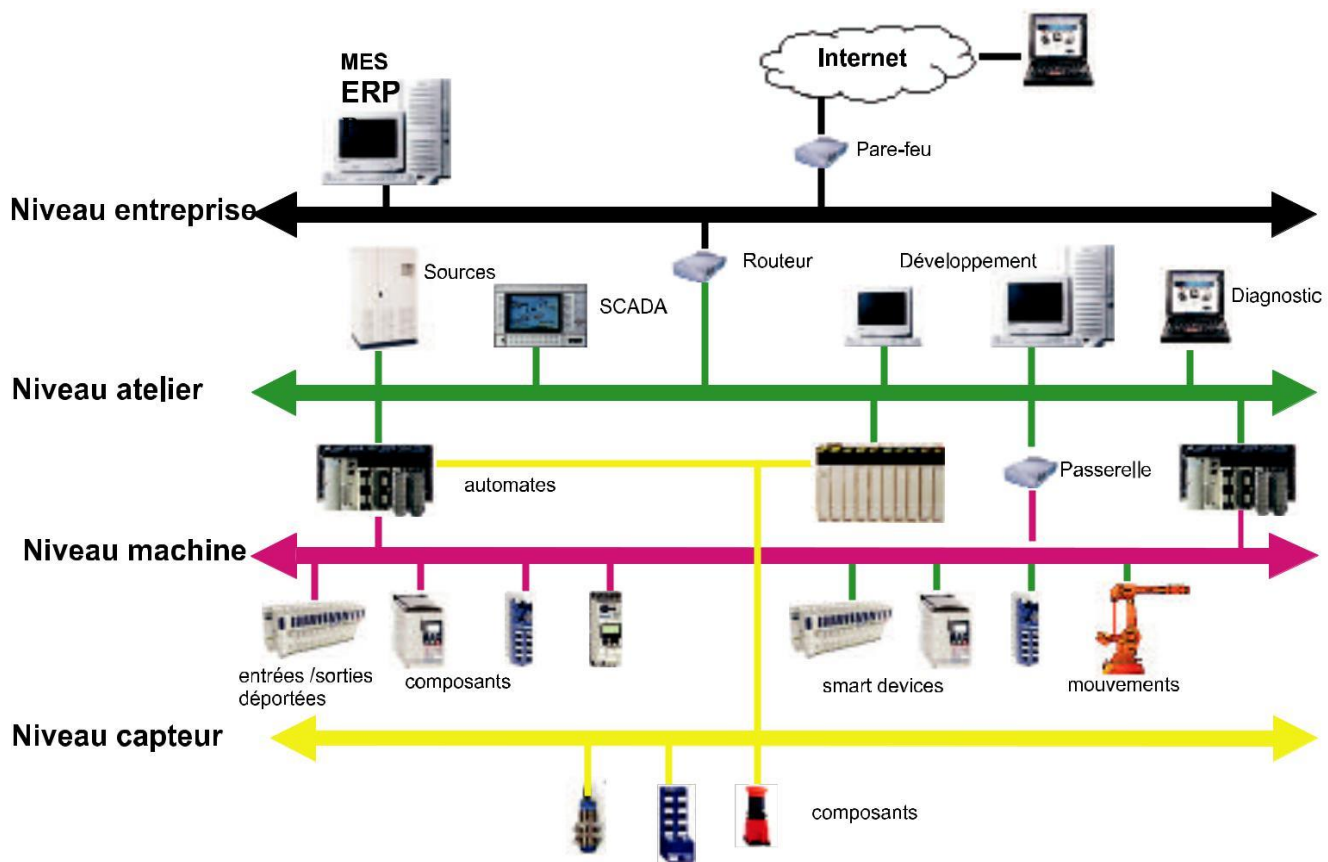 MES
ERP
Internet
Pare-feu
Niveau entreprise
Sources
SCADA
Routeur
Développement
Diagnostic
Niveau atelier
automates
Passerelle
Niveau machine
entrées /sorties
déportées
composants
smart devices
mouvements
Niveau capteur
composants